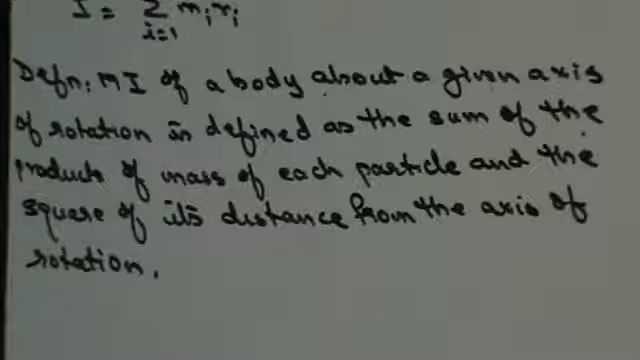 I = Σ mᵢrᵢ
i=1
Defn: MI of a body about a given axis
of rotation is defined as the sum of the
product of mass of each particle and the
square of its distance from the axis of
rotation.